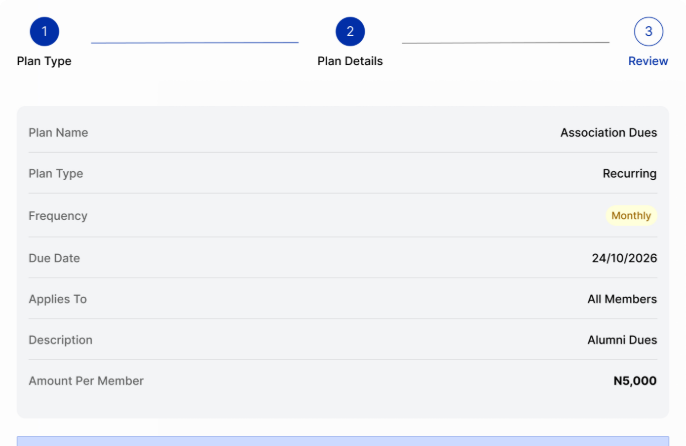 1 2 3
Plan Type Plan Details Review
Plan Name Association Dues
Plan Type Recurring
Frequency Monthly
Due Date 24/10/2026
Applies To All Members
Description Alumni Dues
Amount Per Member N5,000